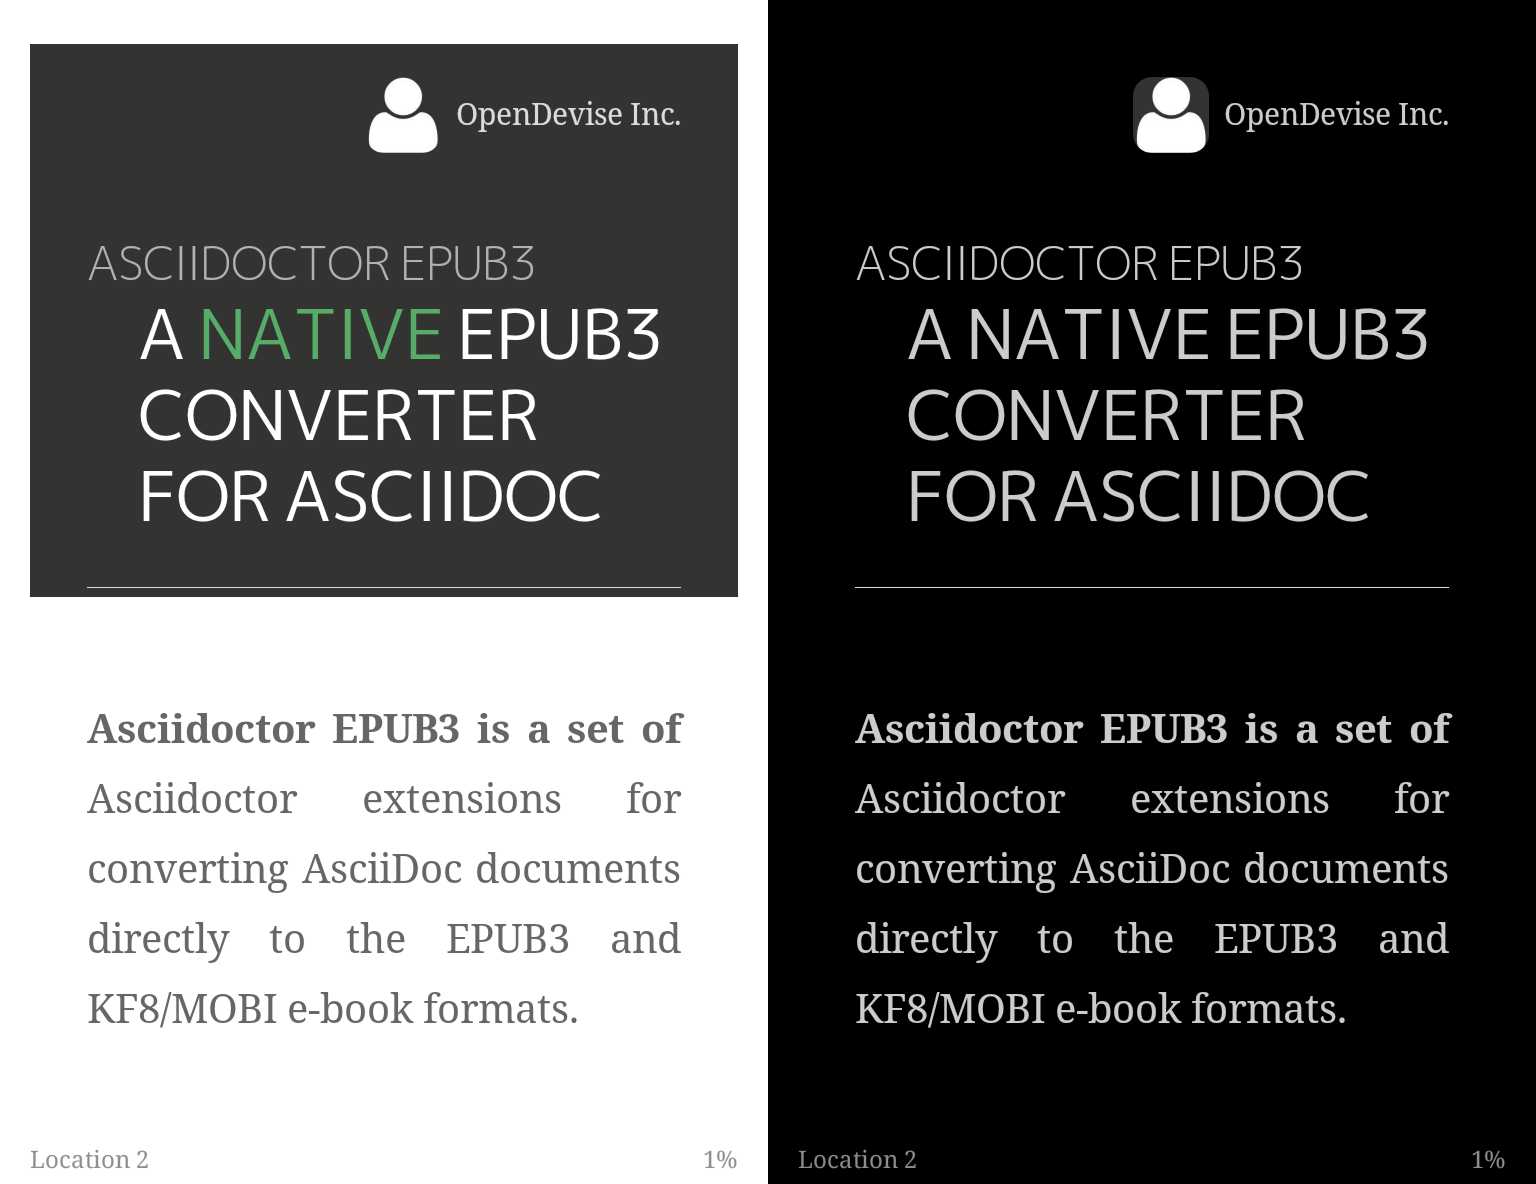 OpenDevise Inc.
ASCIIDOCTOR EPUB3
A NATIVE EPUB3
CONVERTER
FOR ASCIIDOC
Asciidoctor EPUB3 is a set of
Asciidoctor extensions for
converting AsciiDoc documents
directly to the EPUB3 and
KF8/MOBI e-book formats.
Location 2 1%
OpenDevise Inc.
ASCIIDOCTOR EPUB3
A NATIVE EPUB3
CONVERTER
FOR ASCIIDOC
Asciidoctor EPUB3 is a set of
Asciidoctor extensions for
converting AsciiDoc documents
directly to the EPUB3 and
KF8/MOBI e-book formats.
Location 2 1%